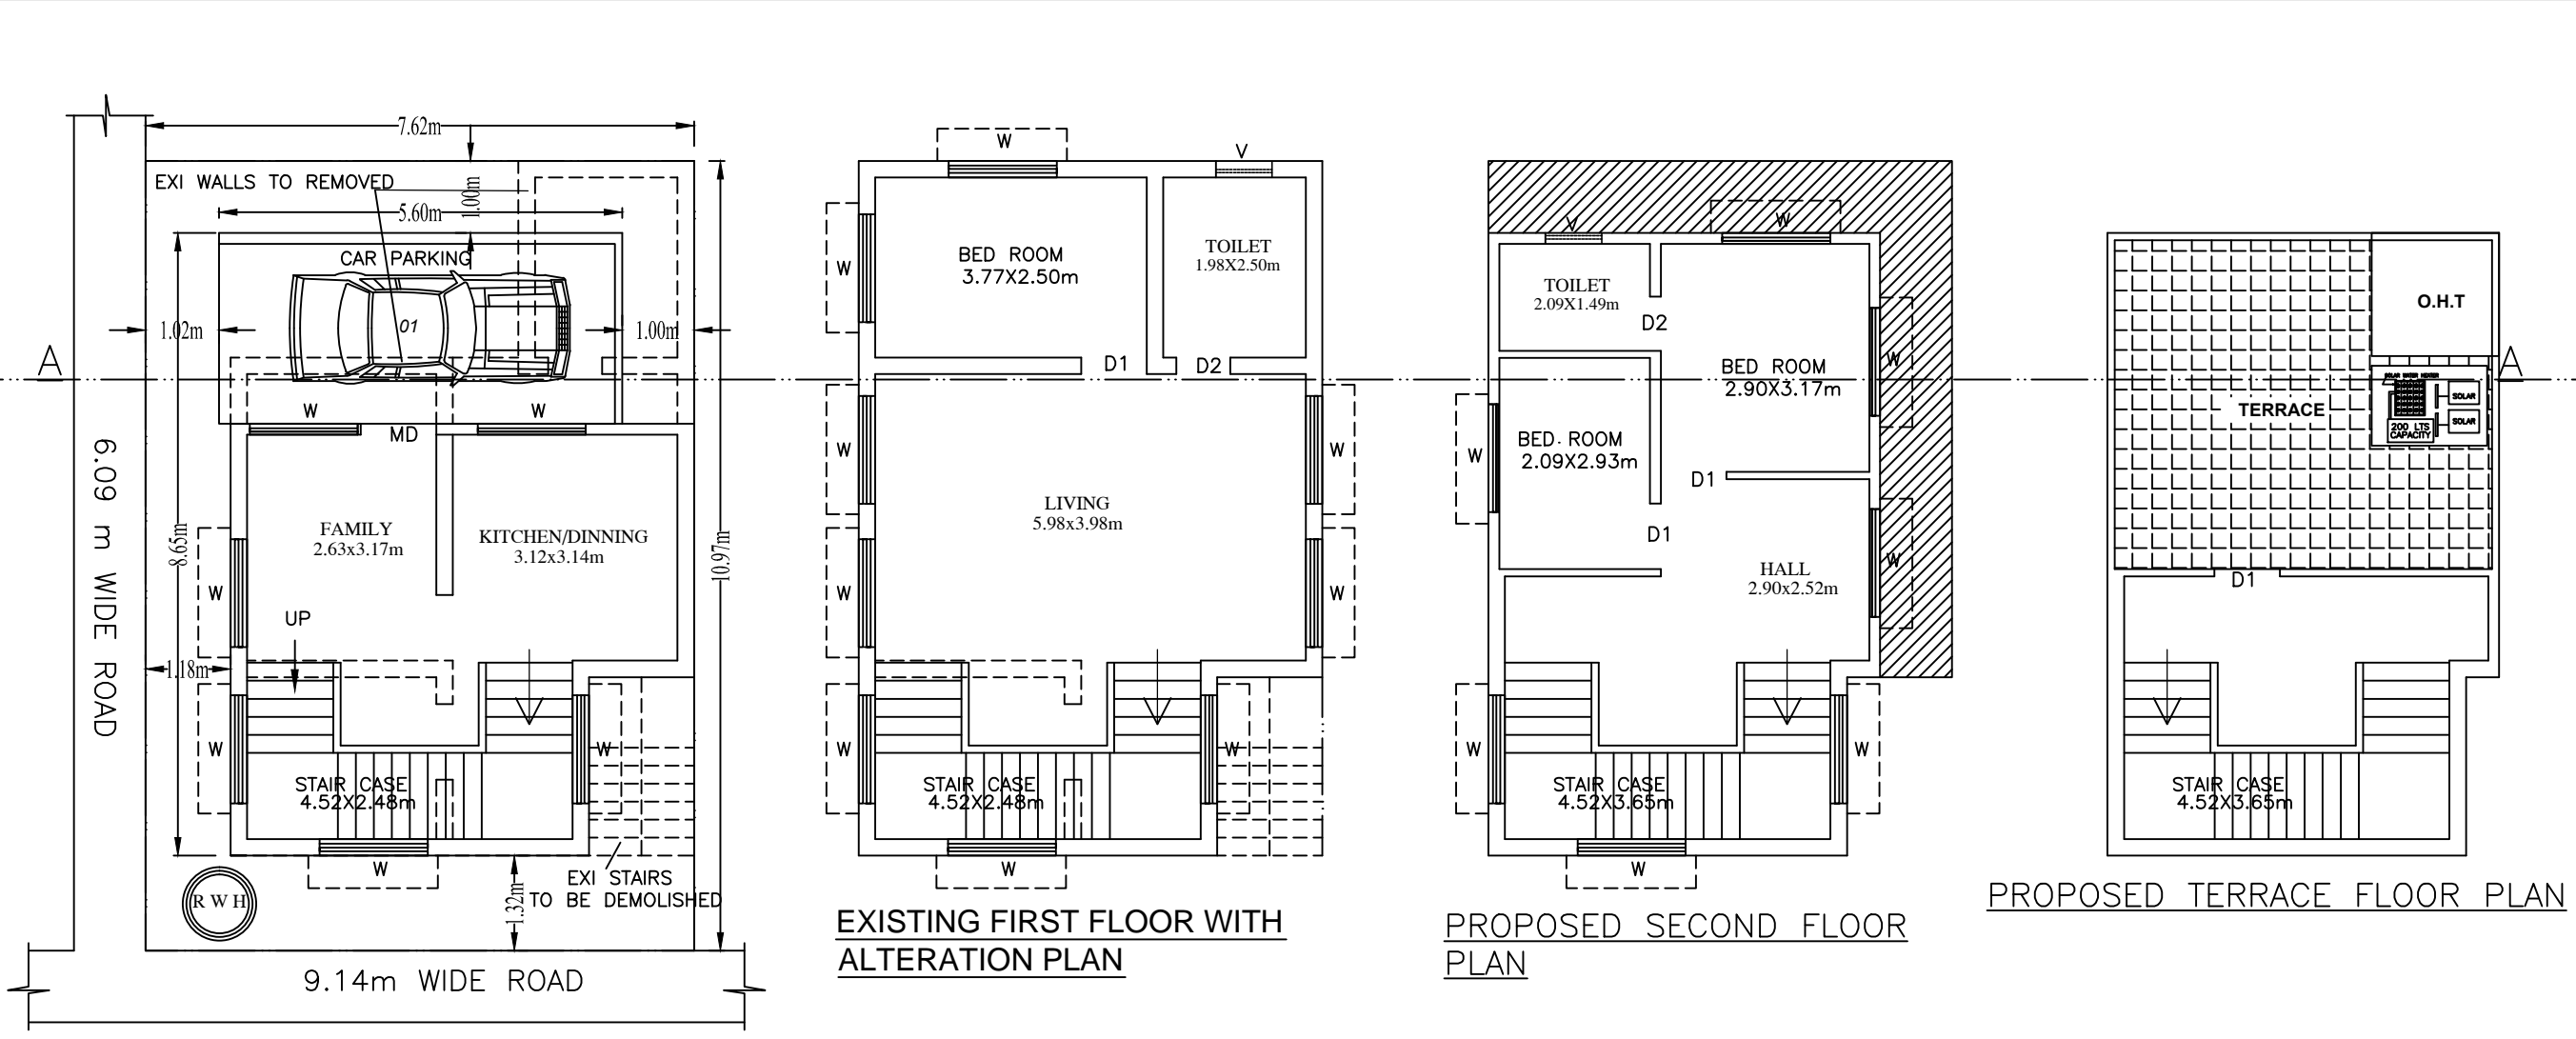 7.62m
EXI WALLS TO REMOVED
1.00m
5.60m
CAR PARKING
01
1.02m
1.00m
A
W
W
MD
6.09 m WIDE ROAD
8.65m
10.97m
FAMILY
2.63x3.17m
KITCHEN/DINNING
3.12x3.14m
W
UP
1.18m
W
W
STAIR CASE
4.52X2.48m
W
EXI STAIRS
TO BE DEMOLISHED
1.32m
R W H
9.14m WIDE ROAD
W
V
W
BED ROOM
3.77X2.50m
TOILET
1.98X2.50m
D1
D2
W
W
LIVING
5.98x3.98m
W
W
W
W
STAIR CASE
4.52X2.48m
W
EXISTING FIRST FLOOR WITH
ALTERATION PLAN
V
W
TOILET
2.09X1.49m
D2
BED ROOM
2.90X3.17m
W
BED ROOM
2.09X2.93m
W
D1
D1
W
HALL
2.90x2.52m
W
W
STAIR CASE
4.52X3.65m
W
PROPOSED SECOND FLOOR
PLAN
O.H.T
A
SOLAR WATER HEATER
SOLAR
SOLAR
200 LTS
CAPACITY
TERRACE
D1
STAIR CASE
4.52X3.65m
PROPOSED TERRACE FLOOR PLAN